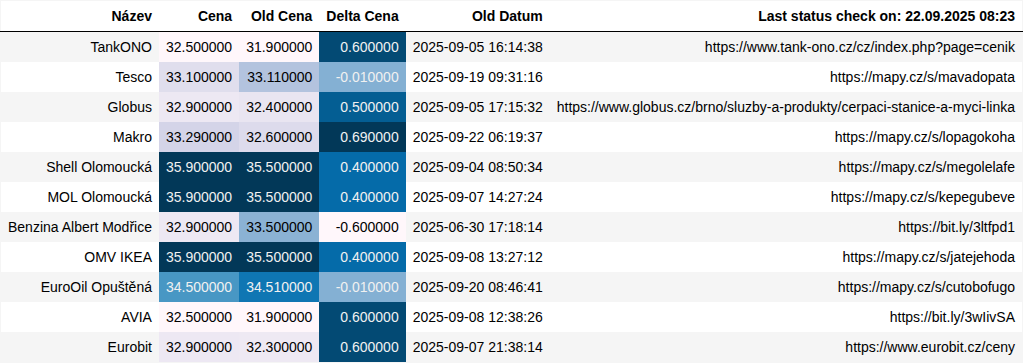 Název Cena Old Cena Delta Cena Old Datum Last status check on: 22.09.2025 08:23
TankONO 32.500000 31.900000 0.600000 2025-09-05 16:14:38 https://www.tank-ono.cz/cz/index.php?page=cenik
Tesco 33.100000 33.110000 -0.010000 2025-09-19 09:31:16 https://mapy.cz/s/mavadopata
Globus 32.900000 32.400000 0.500000 2025-09-05 17:15:32 https://www.globus.cz/brno/sluzby-a-produkty/cerpaci-stanice-a-myci-linka
Makro 33.290000 32.600000 0.690000 2025-09-22 06:19:37 https://mapy.cz/s/lopagokoha
Shell Olomoucká 35.900000 35.500000 0.400000 2025-09-04 08:50:34 https://mapy.cz/s/megolelafe
MOL Olomoucká 35.900000 35.500000 0.400000 2025-09-07 14:27:24 https://mapy.cz/s/kepegubeve
Benzina Albert Modřice 32.900000 33.500000 -0.600000 2025-06-30 17:18:14 https://bit.ly/3ltfpd1
OMV IKEA 35.900000 35.500000 0.400000 2025-09-08 13:27:12 https://mapy.cz/s/jatejehoda
EuroOil Opuštěná 34.500000 34.510000 -0.010000 2025-09-20 08:46:41 https://mapy.cz/s/cutobofugo
AVIA 32.500000 31.900000 0.600000 2025-09-08 12:38:26 https://bit.ly/3wIivSA
Eurobit 32.900000 32.300000 0.600000 2025-09-07 21:38:14 https://www.eurobit.cz/ceny